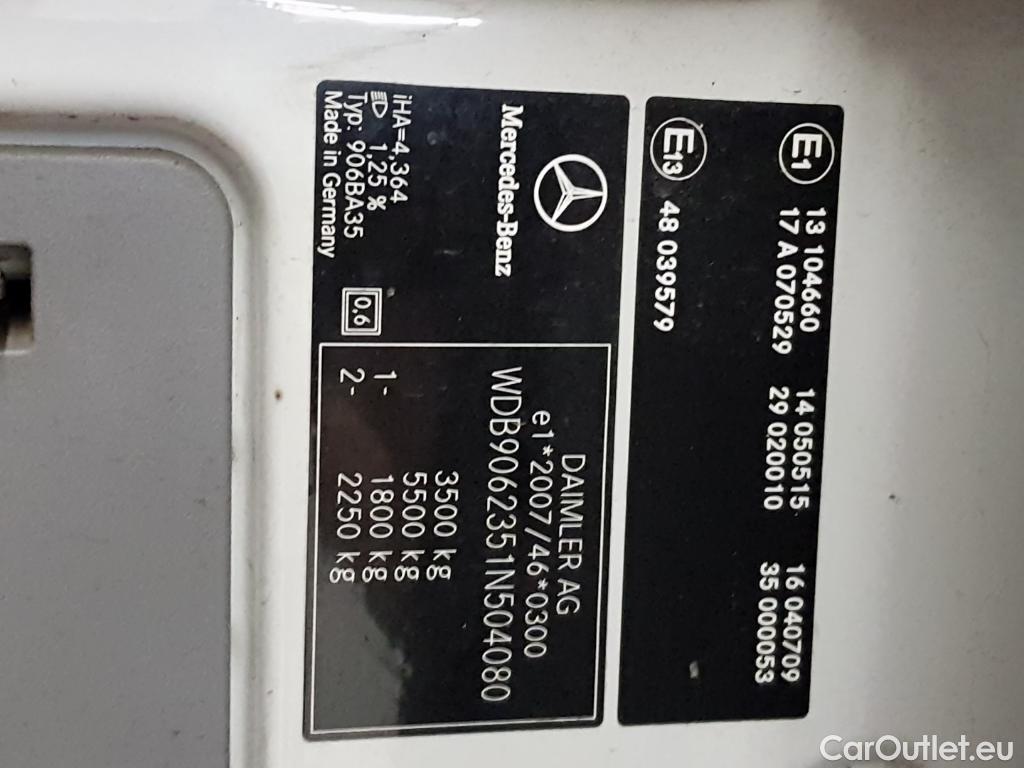 E1 13 104660 14 050515 16 040709
17 A 070529 29 020010 35 000053
E13 48 039579
Mercedes-Benz
iHA=4,364
1,25 %
Typ: 906BA35
Made in Germany
0,6
DAIMLER AG
e1*2007/46*0300
WDB9062351N504080
3500 kg
5500 kg
1- 1800 kg
2- 2250 kg
CarOutlet.eu